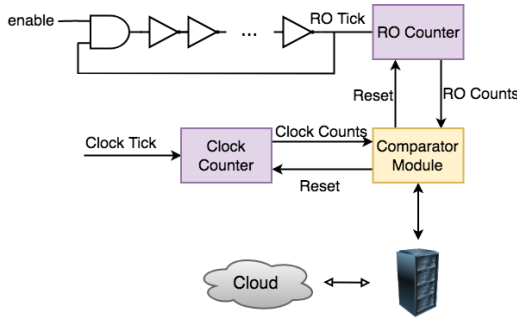 enable
...
RO Tick
RO Counter
Reset
RO Counts
Clock Tick
Clock
Counter
Clock Counts
Reset
Comparator
Module
Cloud